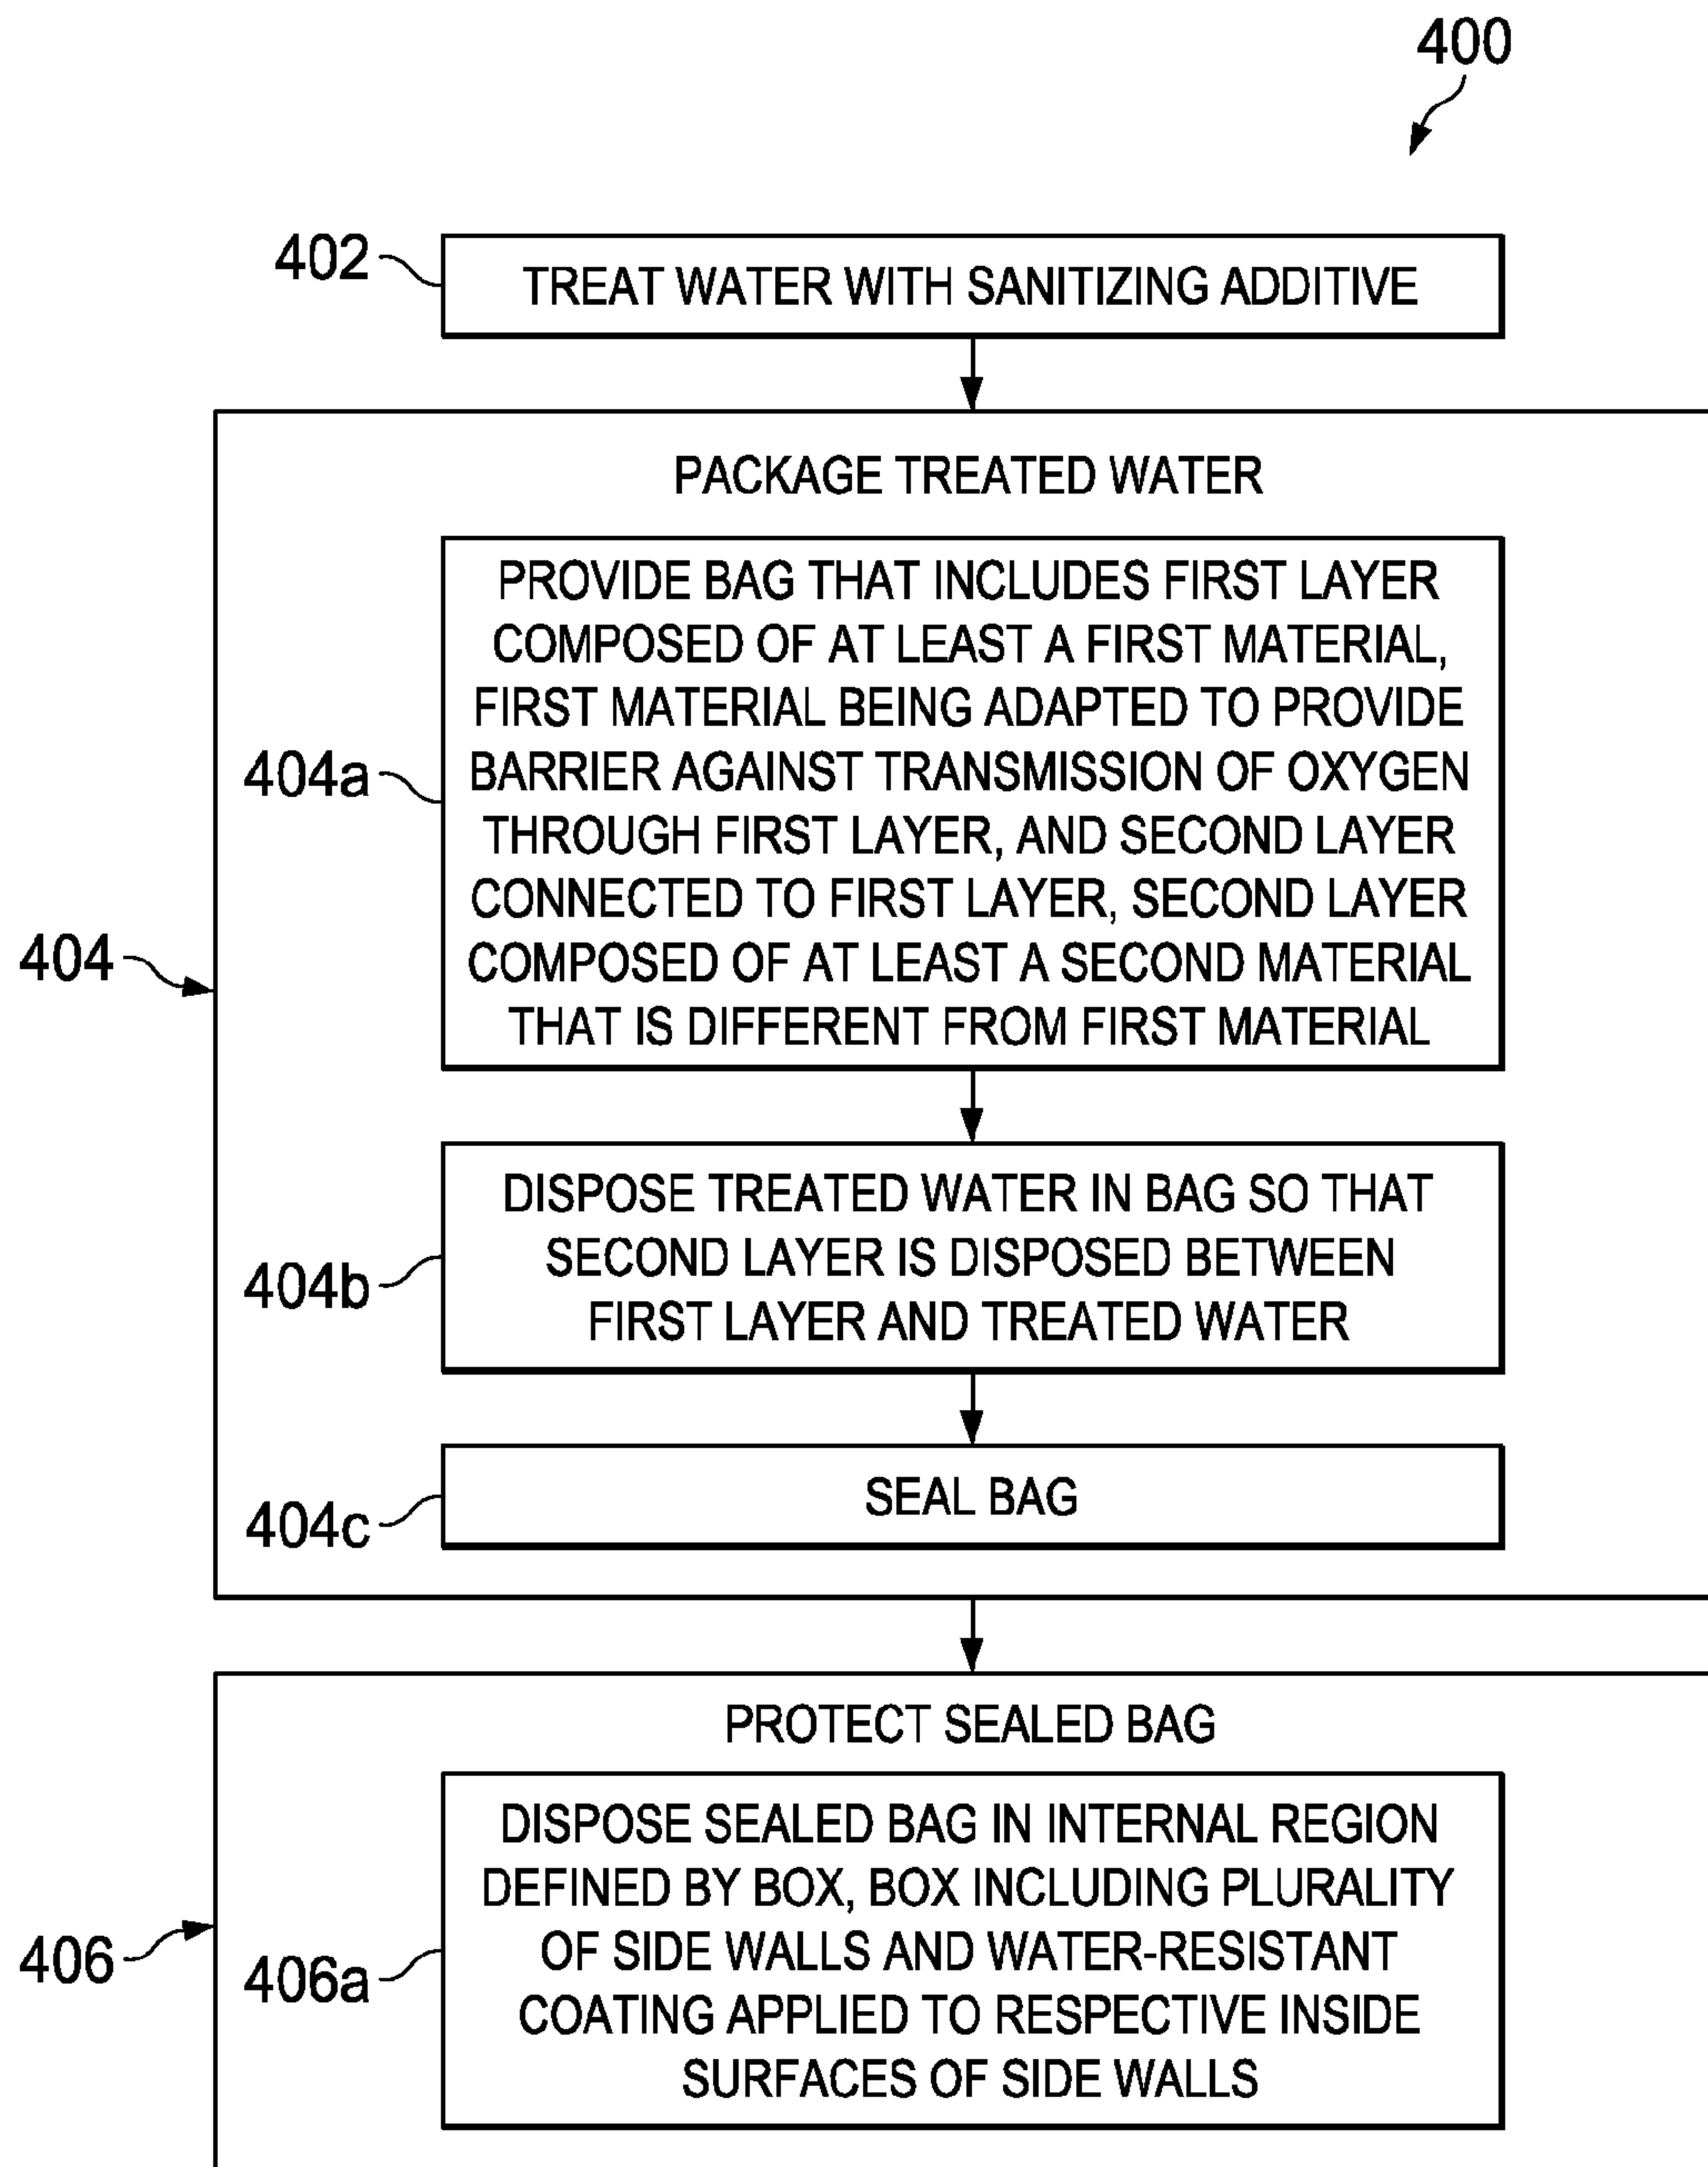 400
402
TREAT WATER WITH SANITIZING ADDITIVE
PACKAGE TREATED WATER
PROVIDE BAG THAT INCLUDES FIRST LAYER
COMPOSED OF AT LEAST A FIRST MATERIAL,
FIRST MATERIAL BEING ADAPTED TO PROVIDE
BARRIER AGAINST TRANSMISSION OF OXYGEN
THROUGH FIRST LAYER, AND SECOND LAYER
CONNECTED TO FIRST LAYER, SECOND LAYER
COMPOSED OF AT LEAST A SECOND MATERIAL
THAT IS DIFFERENT FROM FIRST MATERIAL
404a
404
DISPOSE TREATED WATER IN BAG SO THAT
SECOND LAYER IS DISPOSED BETWEEN
FIRST LAYER AND TREATED WATER
404b
SEAL BAG
404c
PROTECT SEALED BAG
DISPOSE SEALED BAG IN INTERNAL REGION
DEFINED BY BOX, BOX INCLUDING PLURALITY
OF SIDE WALLS AND WATER-RESISTANT
COATING APPLIED TO RESPECTIVE INSIDE
SURFACES OF SIDE WALLS
406
406a